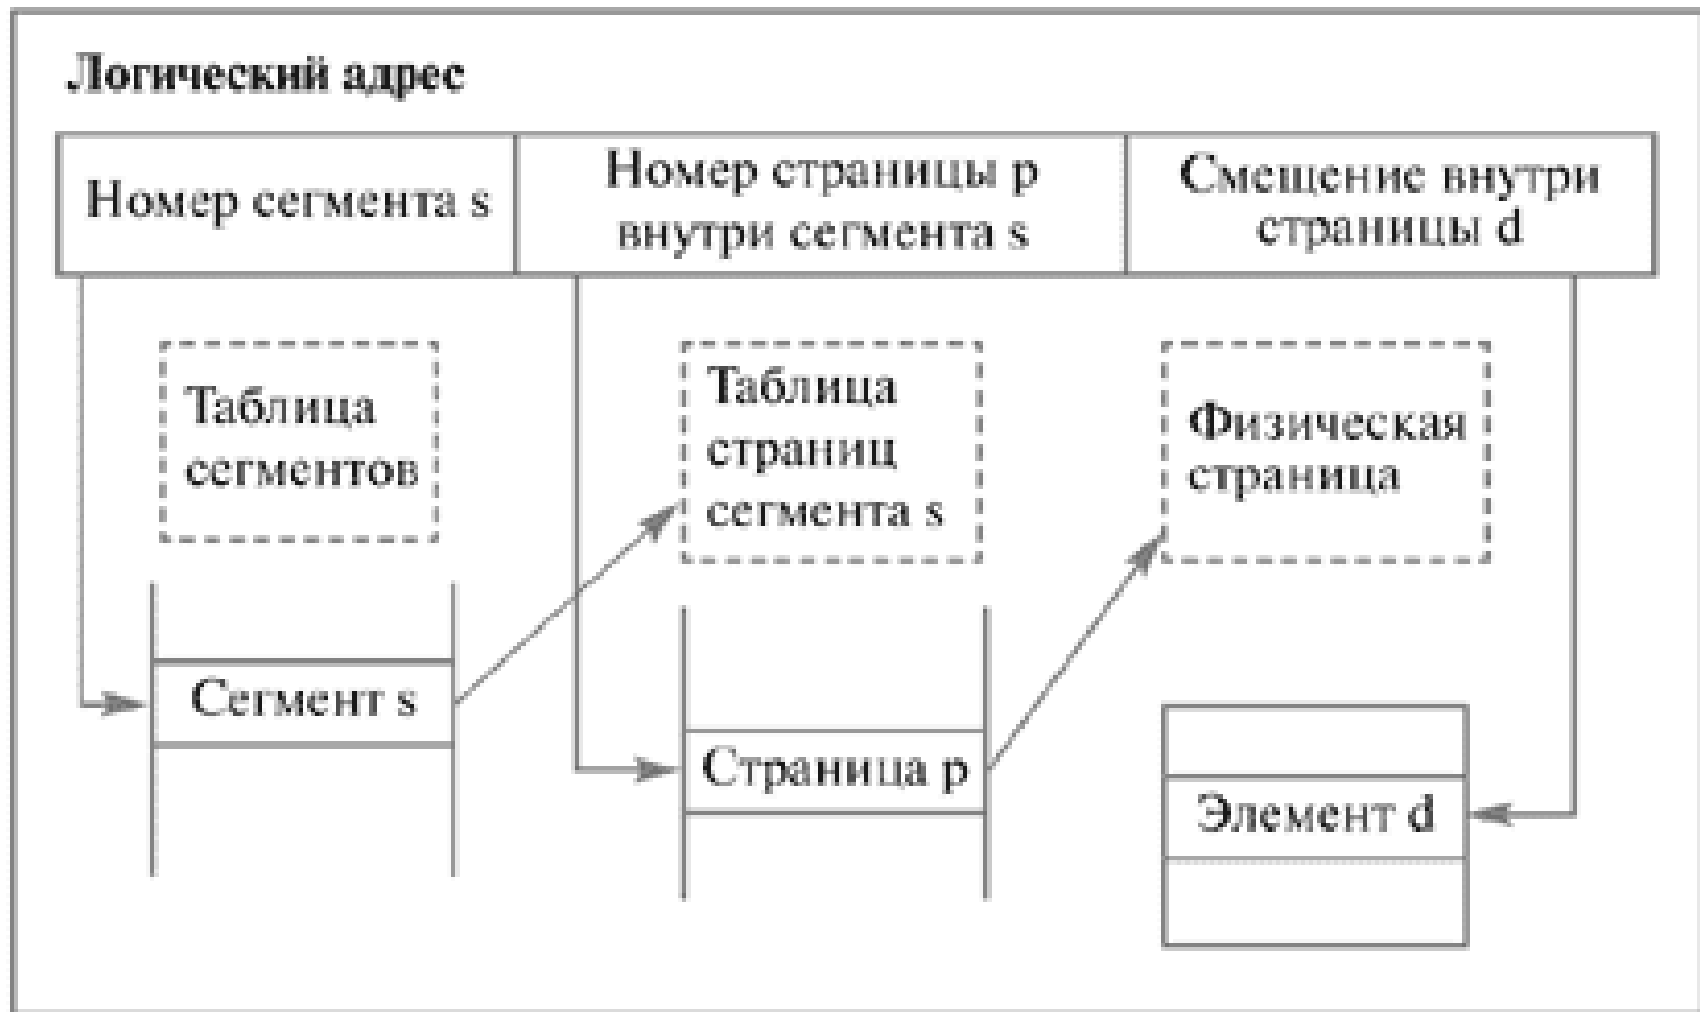 Логический адрес
Номер сегмента s
Номер страницы p
внутри сегмента s
Смещение внутри
страницы d
Таблица
сегментов
Таблица
страниц
сегмента s
Физическая
страница
Сегмент s
Страница p
Элемент d